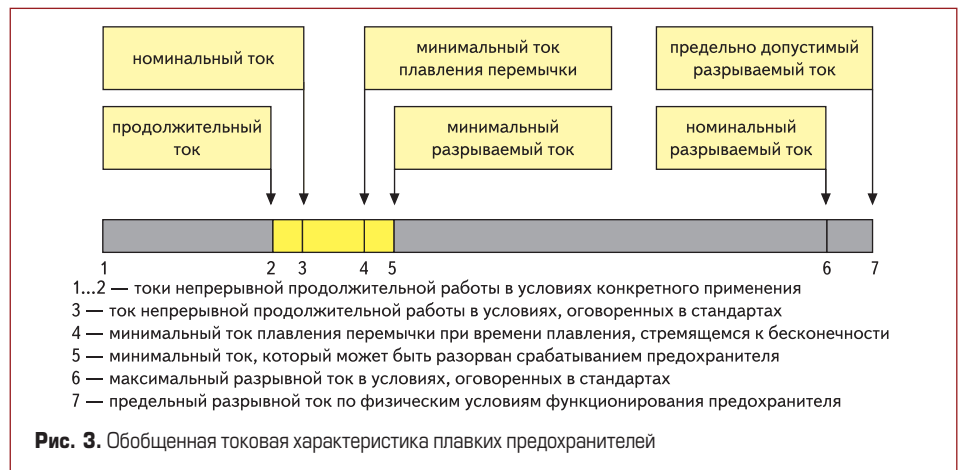 номинальный ток
минимальный ток
плавления перемычки
предельно допустимый
разрываемый ток
продолжительный
ток
минимальный
разрываемый ток
номинальный
разрываемый ток
1 2 3 4 5 6 7
1...2 — токи непрерывной продолжительной работы в условиях конкретного применения
3 — ток непрерывной продолжительной работы в условиях, оговоренных в стандартах
4 — минимальный ток плавления перемычки при времени плавления, стремящемся к бесконечности
5 — минимальный ток, который может быть разорван срабатыванием предохранителя
6 — максимальный разрывной ток в условиях, оговоренных в стандартах
7 — предельный разрывной ток по физическим условиям функционирования предохранителя
Рис. 3. Обобщенная токовая характеристика плавких предохранителей